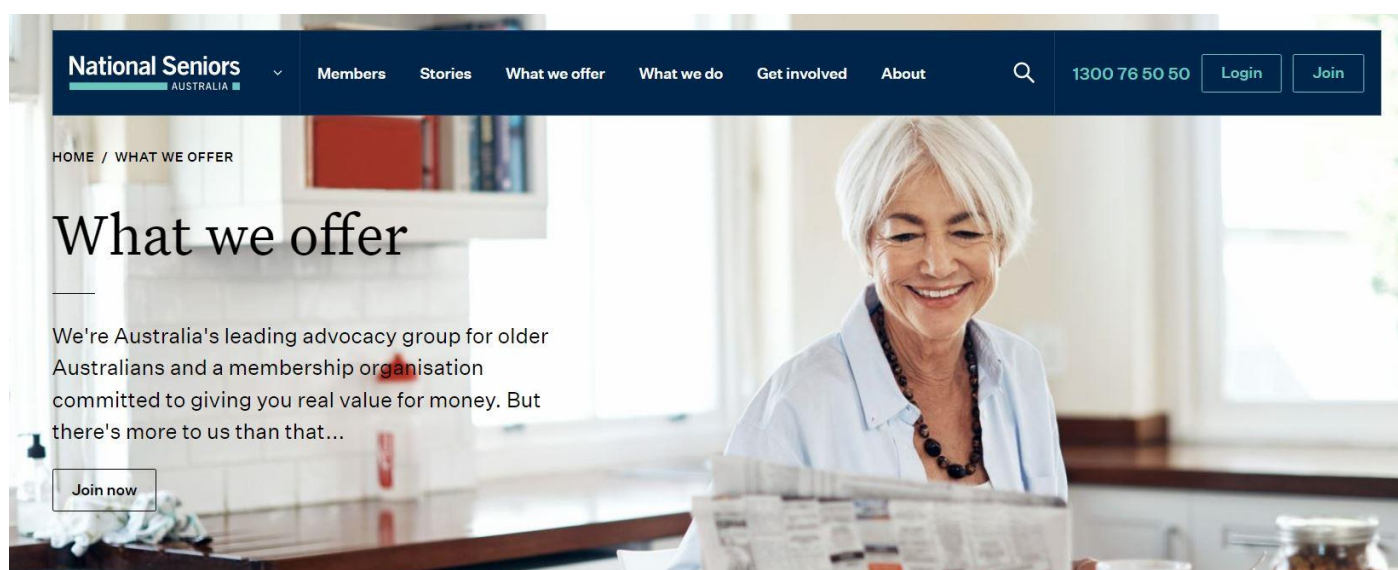 National Seniors
AUSTRALIA
Members
Stories
What we offer
What we do
Get involved
About
1300 76 50 50
Login
Join
HOME / WHAT WE OFFER
What we offer
We're Australia's leading advocacy group for older
Australians and a membership organisation
committed to giving you real value for money. But
there's more to us than that...
Join now